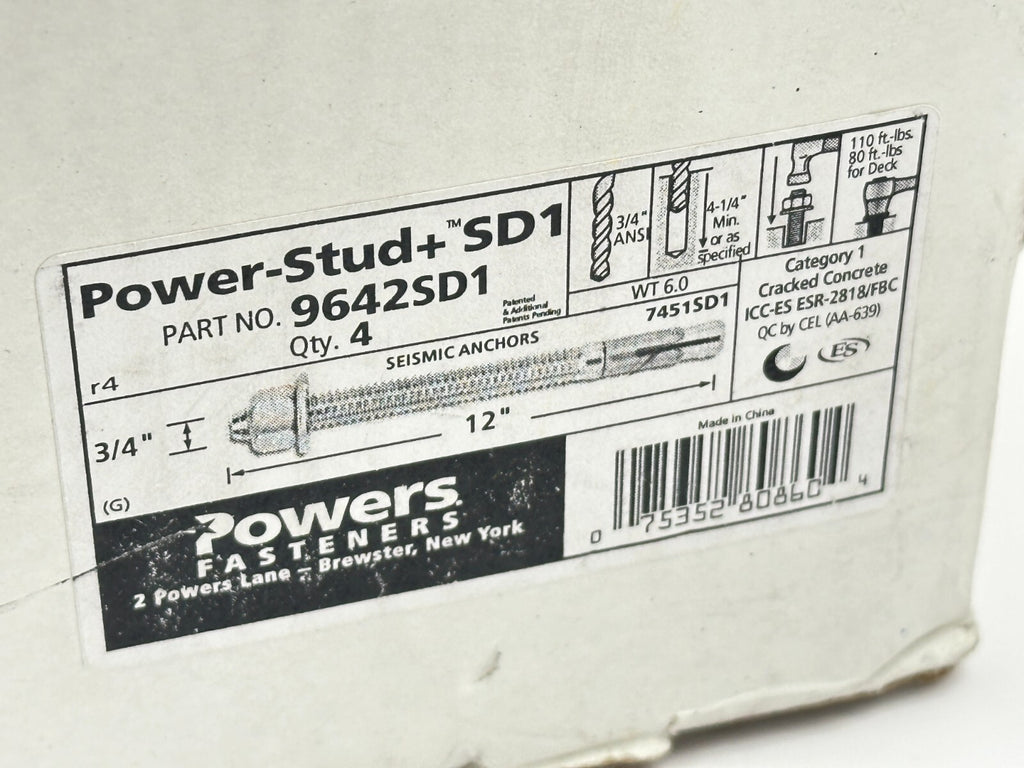 Power-Stud+™ SD1
PART NO. 9642SD1
Qty. 4
Patented
& Additional
Patents Pending
r4
3/4"
ANSI
4-1/4"
Min.
or as
specified
110 ft.-lbs.
80 ft.-lbs
for Deck
WT 6.0
7451SD1
Category 1
Cracked Concrete
ICC-ES ESR-2818/FBC
QC by CEL (AA-639)
ES
SEISMIC ANCHORS
3/4"
12"
(G)
Powers
FASTENERS
2 Powers Lane – Brewster, New York
Made in China
0 75352 80860 4